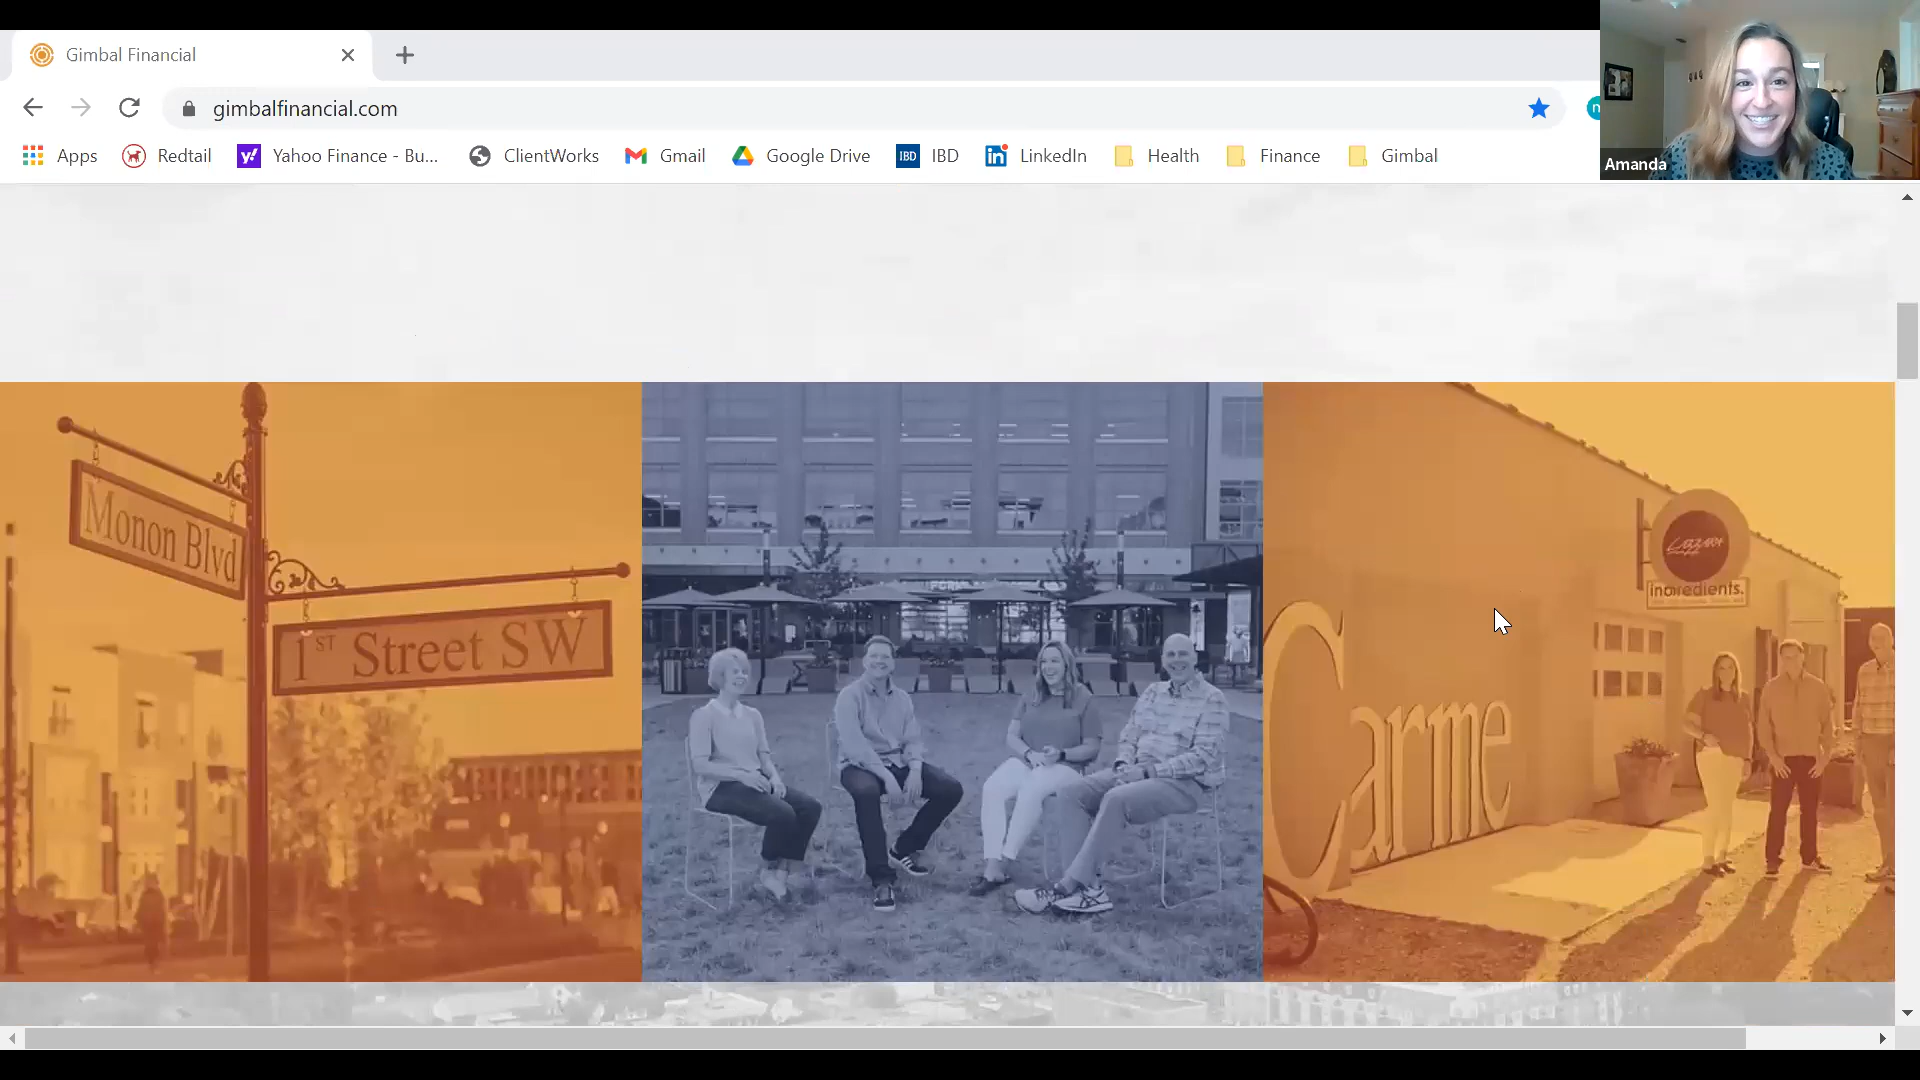 Gimbal Financial
gimbalfinancial.com
Apps Redtail Yahoo Finance - Bu... ClientWorks Gmail Google Drive IBD IBD LinkedIn Health Finance Gimbal
Amanda
Monon Blvd
1ST Street SW
Ingredients.
Carme